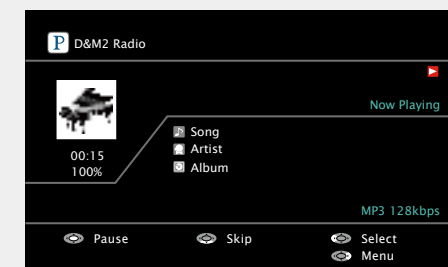 P D&M2 Radio
Now Playing
Song
Artist
Album
00:15
100%
MP3 128kbps
Pause Skip Select
Menu